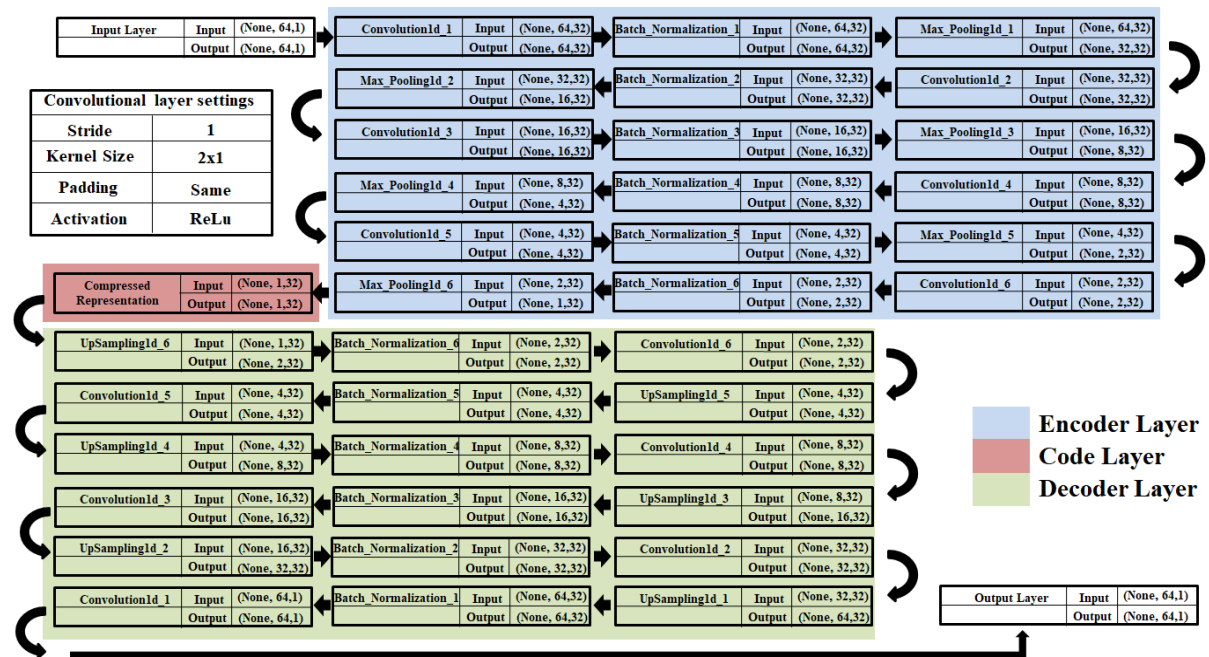 Input Layer Input (None, 64,1)
Output (None, 64,1)
Convolution1d_1 Input (None, 64,32)
Output (None, 64,32)
Batch_Normalization_1 Input (None, 64,32)
Output (None, 64,32)
Max_Pooling1d_1 Input (None, 64,32)
Output (None, 32,32)
Max_Pooling1d_2 Input (None, 32,32)
Output (None, 16,32)
Batch_Normalization_2 Input (None, 32,32)
Output (None, 32,32)
Convolution1d_2 Input (None, 32,32)
Output (None, 32,32)
Convolutional layer settings
Stride 1
Kernel Size 2x1
Padding Same
Activation ReLu
Convolution1d_3 Input (None, 16,32)
Output (None, 16,32)
Batch_Normalization_3 Input (None, 16,32)
Output (None, 16,32)
Max_Pooling1d_3 Input (None, 16,32)
Output (None, 8,32)
Max_Pooling1d_4 Input (None, 8,32)
Output (None, 4,32)
Batch_Normalization_4 Input (None, 8,32)
Output (None, 8,32)
Convolution1d_4 Input (None, 8,32)
Output (None, 8,32)
Convolution1d_5 Input (None, 4,32)
Output (None, 4,32)
Batch_Normalization_5 Input (None, 4,32)
Output (None, 4,32)
Max_Pooling1d_5 Input (None, 4,32)
Output (None, 2,32)
Compressed Input (None, 1,32)
Representation Output (None, 1,32)
Max_Pooling1d_6 Input (None, 2,32)
Output (None, 1,32)
Batch_Normalization_6 Input (None, 2,32)
Output (None, 2,32)
Convolution1d_6 Input (None, 2,32)
Output (None, 2,32)
UpSampling1d_6 Input (None, 1,32)
Output (None, 2,32)
Batch_Normalization_6 Input (None, 2,32)
Output (None, 2,32)
Convolution1d_6 Input (None, 2,32)
Output (None, 2,32)
Convolution1d_5 Input (None, 4,32)
Output (None, 4,32)
Batch_Normalization_5 Input (None, 4,32)
Output (None, 4,32)
UpSampling1d_5 Input (None, 4,32)
Output (None, 4,32)
UpSampling1d_4 Input (None, 4,32)
Output (None, 8,32)
Batch_Normalization_4 Input (None, 8,32)
Output (None, 8,32)
Convolution1d_4 Input (None, 8,32)
Output (None, 8,32)
Convolution1d_3 Input (None, 16,32)
Output (None, 16,32)
Batch_Normalization_3 Input (None, 16,32)
Output (None, 16,32)
UpSampling1d_3 Input (None, 8,32)
Output (None, 16,32)
UpSampling1d_2 Input (None, 16,32)
Output (None, 32,32)
Batch_Normalization_2 Input (None, 32,32)
Output (None, 32,32)
Convolution1d_2 Input (None, 32,32)
Output (None, 32,32)
Convolution1d_1 Input (None, 64,1)
Output (None, 64,1)
Batch_Normalization_1 Input (None, 64,32)
Output (None, 64,32)
UpSampling1d_1 Input (None, 32,32)
Output (None, 64,32)
Encoder Layer
Code Layer
Decoder Layer
Output Layer Input (None, 64,1)
Output (None, 64,1)